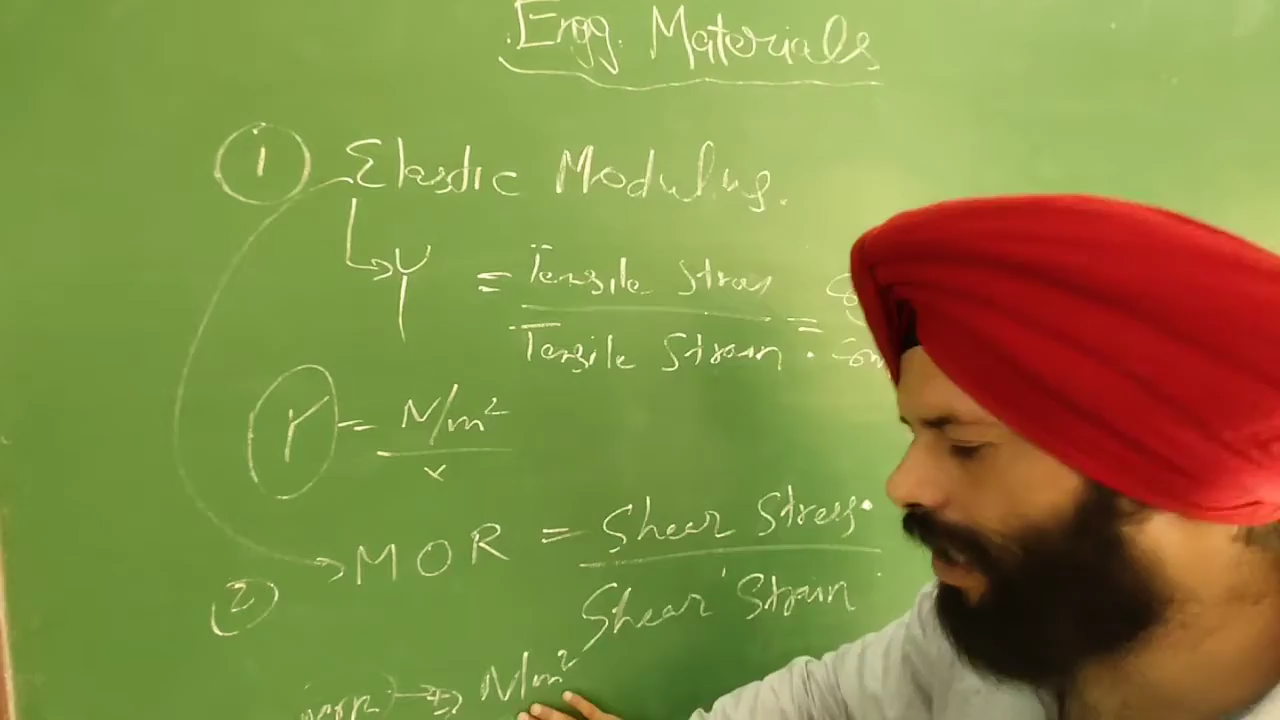 Engg. Materials
① Elastic Modulus.
Y = Tensile Stress =
Tensile Strain .
Y = N/m²
x
② MOR = Shear Stress.
Shear Strain
N/m²